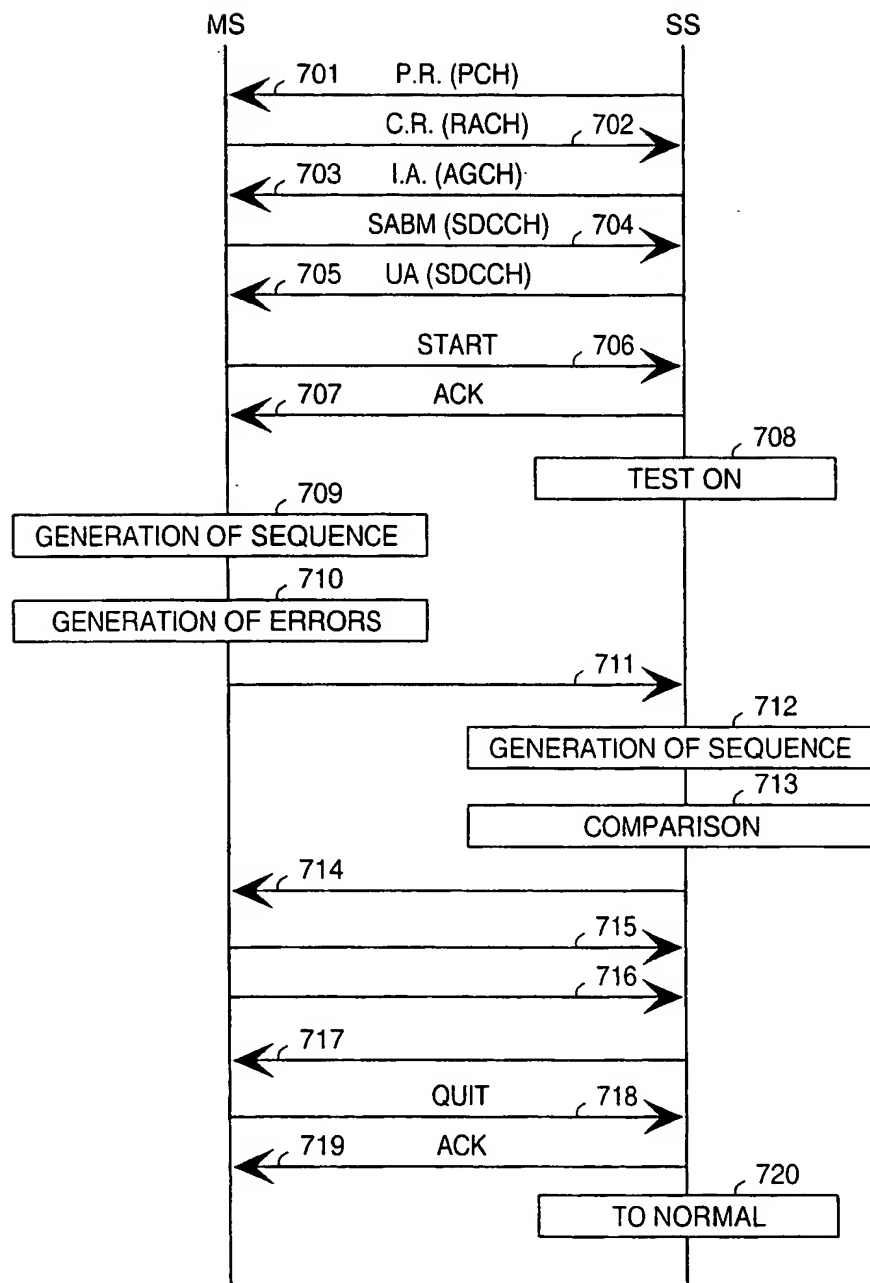 MS SS
701 P.R. (PCH)
C.R. (RACH) 702
703 I.A. (AGCH)
SABM (SDCCH) 704
705 UA (SDCCH)
START 706
707 ACK
708
TEST ON
709
GENERATION OF SEQUENCE
710
GENERATION OF ERRORS
711
712
GENERATION OF SEQUENCE
713
COMPARISON
714
715
716
717
QUIT 718
719 ACK
720
TO NORMAL